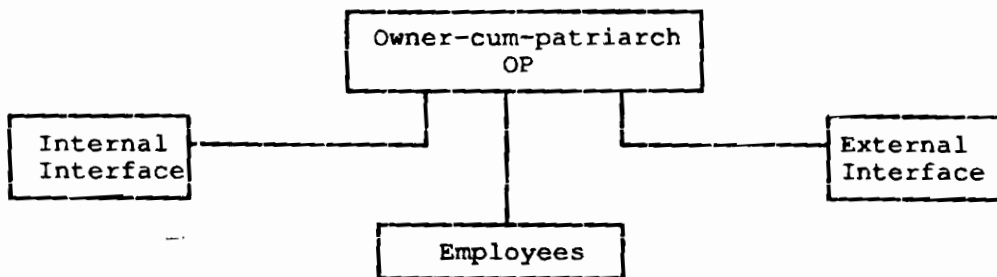 Owner-cum-patriarch
OP
Internal
Interface
External
Interface
Employees